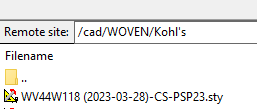 Remote site: /cad/WOVEN/Kohl's
Filename
..
WV44W118 (2023-03-28)-CS-PSP23.sty